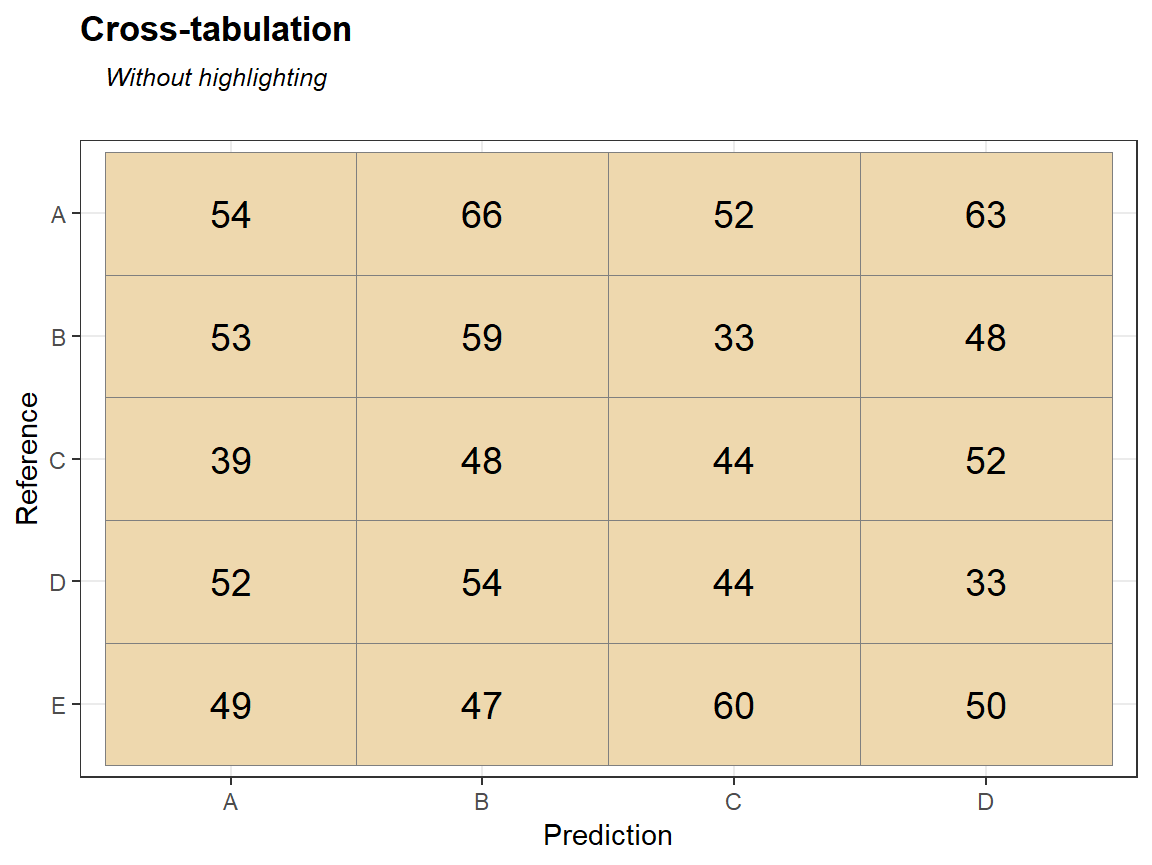 Cross-tabulation
Without highlighting
A 54 66 52 63
B 53 59 33 48
Reference
C 39 48 44 52
D 52 54 44 33
E 49 47 60 50
A B C D
Prediction